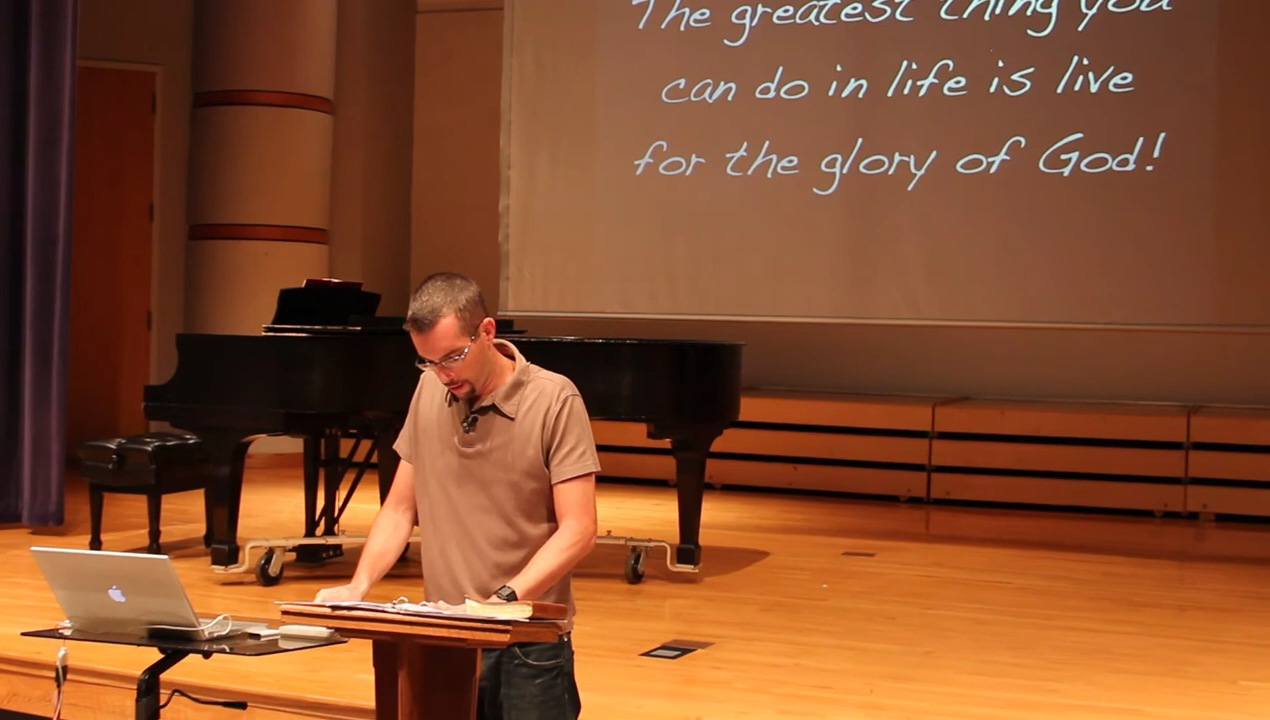 The greatest thing you
can do in life is live
for the glory of God!